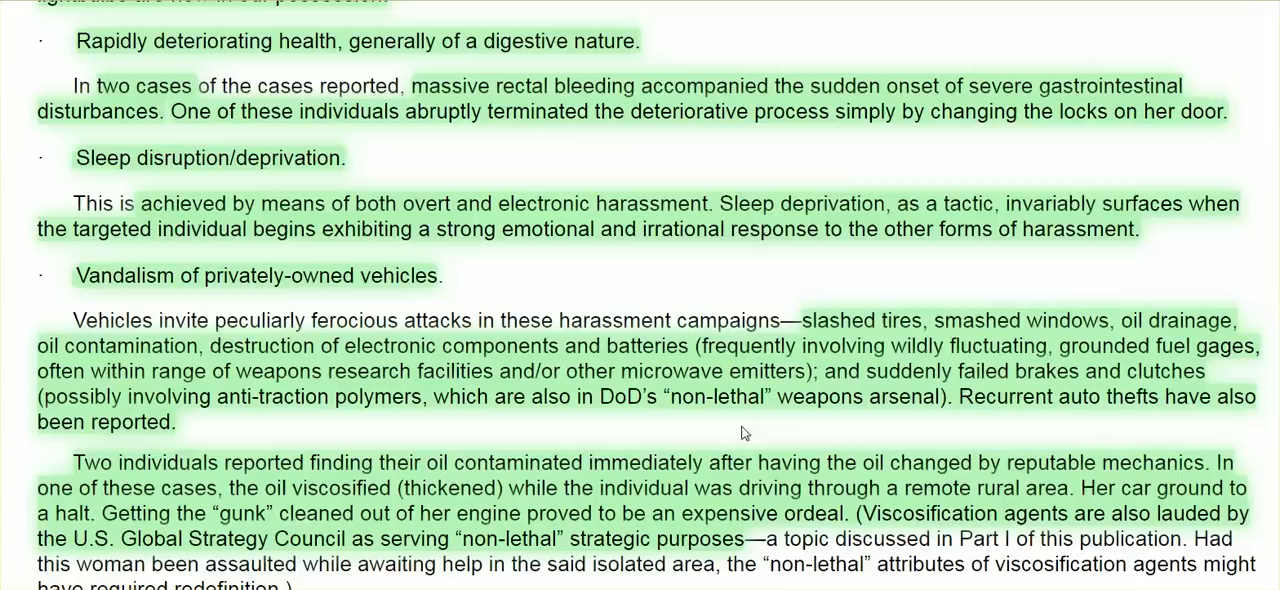 lightbulbs are now in our possession.
· Rapidly deteriorating health, generally of a digestive nature.
In two cases of the cases reported, massive rectal bleeding accompanied the sudden onset of severe gastrointestinal
disturbances. One of these individuals abruptly terminated the deteriorative process simply by changing the locks on her door.
· Sleep disruption/deprivation.
This is achieved by means of both overt and electronic harassment. Sleep deprivation, as a tactic, invariably surfaces when
the targeted individual begins exhibiting a strong emotional and irrational response to the other forms of harassment.
· Vandalism of privately-owned vehicles.
Vehicles invite peculiarly ferocious attacks in these harassment campaigns—slashed tires, smashed windows, oil drainage,
oil contamination, destruction of electronic components and batteries (frequently involving wildly fluctuating, grounded fuel gages,
often within range of weapons research facilities and/or other microwave emitters); and suddenly failed brakes and clutches
(possibly involving anti-traction polymers, which are also in DoD’s “non-lethal” weapons arsenal). Recurrent auto thefts have also
been reported.
Two individuals reported finding their oil contaminated immediately after having the oil changed by reputable mechanics. In
one of these cases, the oil viscosified (thickened) while the individual was driving through a remote rural area. Her car ground to
a halt. Getting the “gunk” cleaned out of her engine proved to be an expensive ordeal. (Viscosification agents are also lauded by
the U.S. Global Strategy Council as serving “non-lethal” strategic purposes—a topic discussed in Part I of this publication. Had
this woman been assaulted while awaiting help in the said isolated area, the “non-lethal” attributes of viscosification agents might
have required redefinition.)